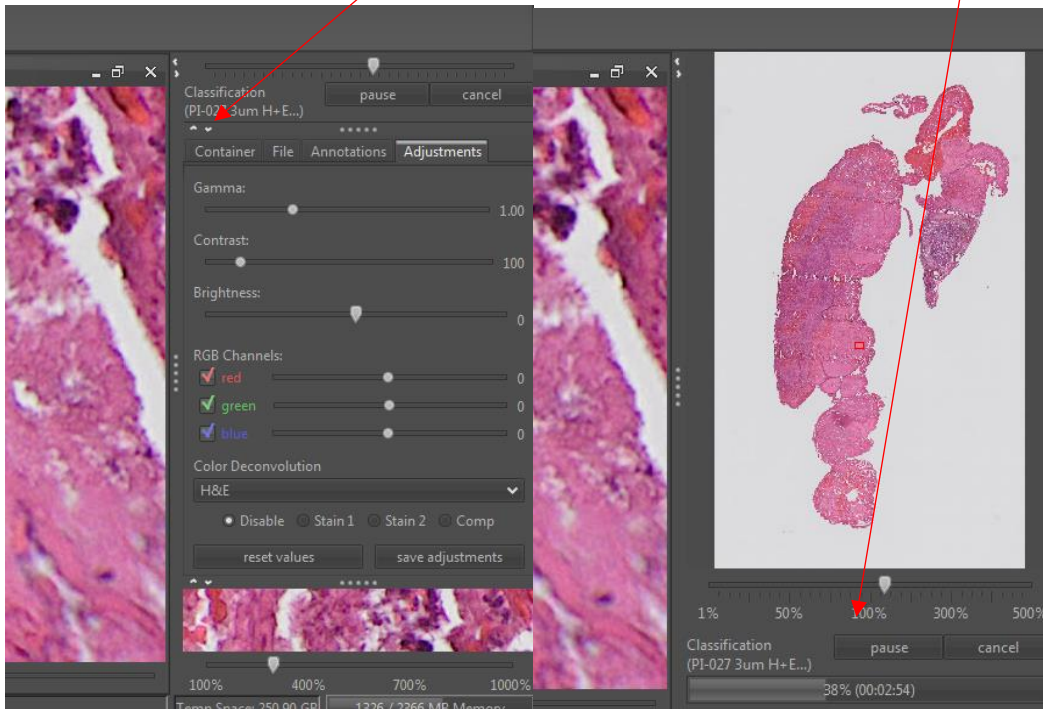 Classification
pause
cancel
(PI-027 3um H+E...)
Container File Annotations Adjustments
Gamma:
1.00
Contrast:
100
Brightness:
0
RGB Channels:
red
0
green
0
blue
0
Color Deconvolution
H&E
Disable Stain 1 Stain 2 Comp
reset values save adjustments
100% 400% 700% 1000%
Temp Space: 250.90 GB 1326 / 2366 MB Memory
1% 50% 100% 300% 500%
Classification
pause
cancel
(PI-027 3um H+E...)
38% (00:02:54)